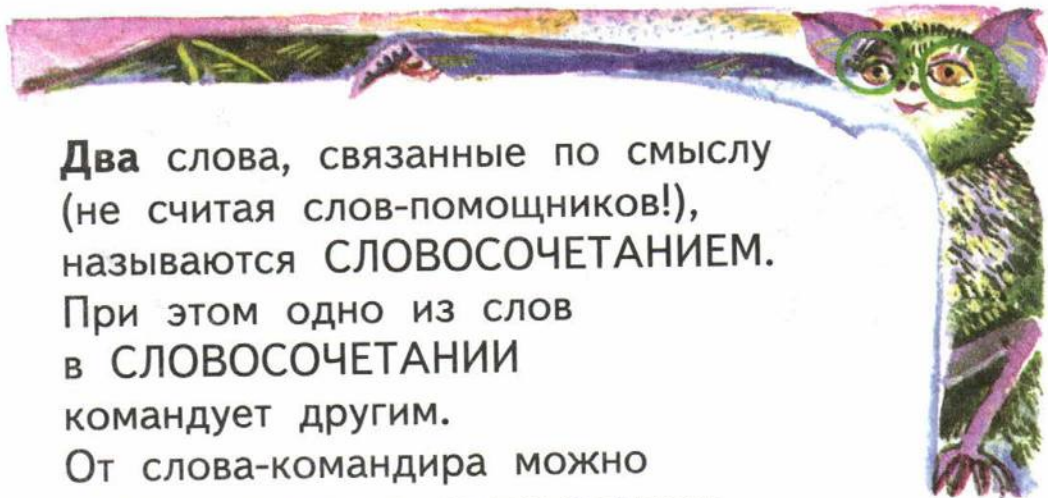 Два слова, связанные по смыслу
(не считая слов-помощников!),
называются СЛОВОСОЧЕТАНИЕМ.
При этом одно из слов
в СЛОВОСОЧЕТАНИИ
командует другим.
От слова-командира можно